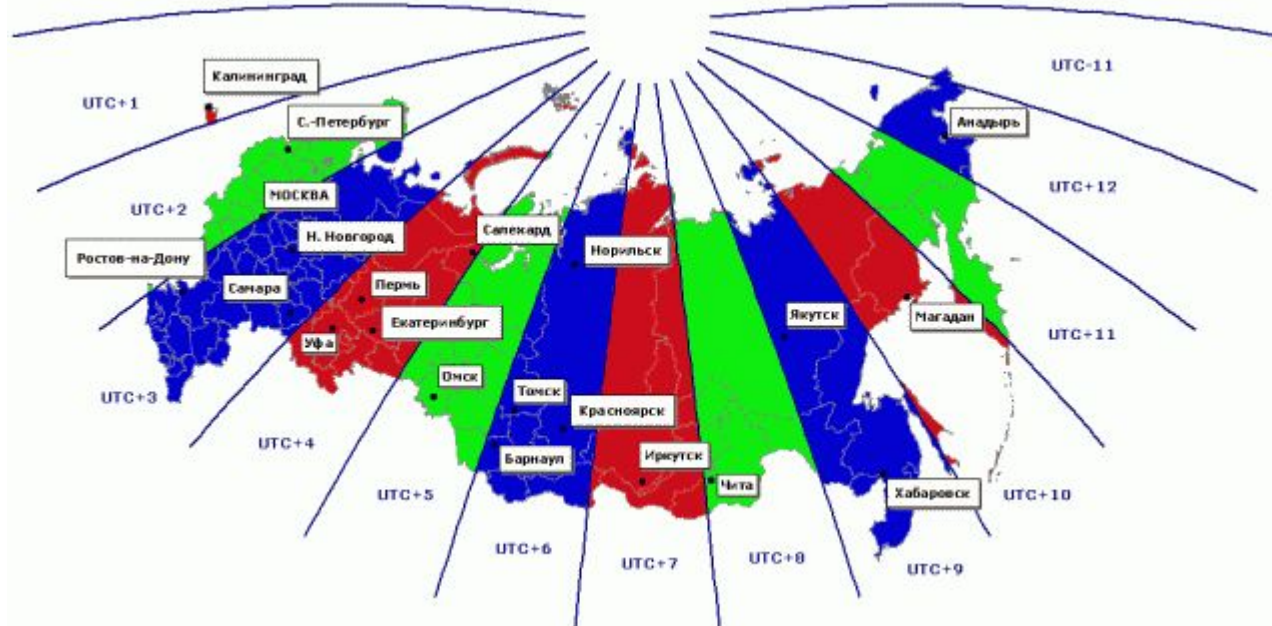 UTC-11
Калининград
UTC+1
С.-Петербург
Анадырь
МОСКВА
UTC+12
UTC+2
Н. Новгород
Салехард
Норильск
Ростов-на-Дону
Самара
Пермь
Екатеринбург
Якутск
Магадан
Уфа
UTC+11
Омск
Томск
UTC+3
Красноярск
UTC+4
Барнаул
Иркутск
Чита
UTC+5
Хабаровск
UTC+10
UTC+6
UTC+7
UTC+8
UTC+9